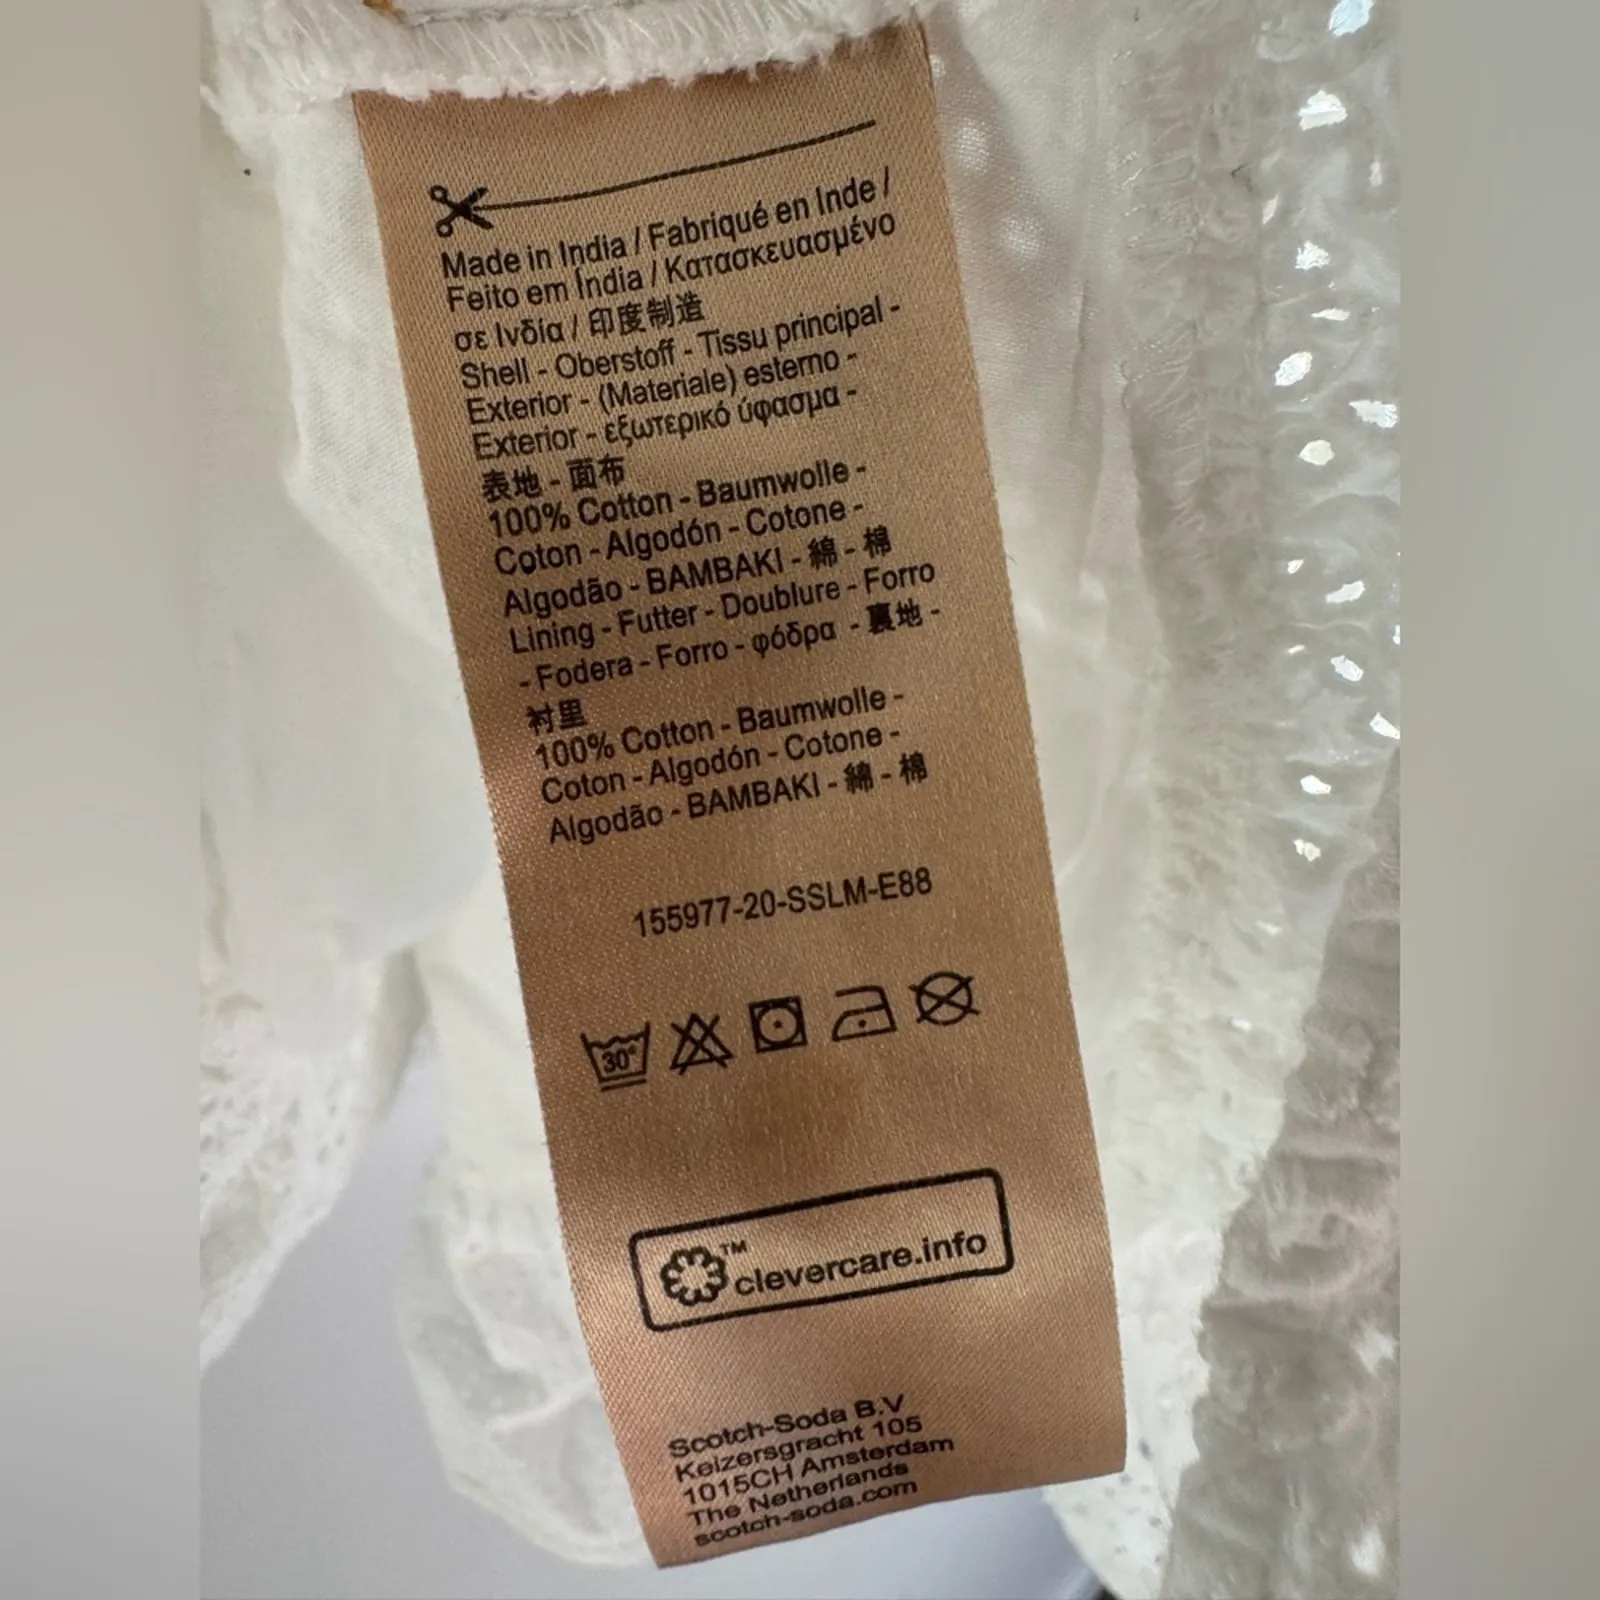 Made in India / Fabriqué en Inde /
Feito em Índia / Κατασκευασμένο
σε Ινδία / 印度制造
Shell - Oberstoff - Tissu principal -
Exterior - (Materiale) esterno -
Exterior - εξωτερικό ύφασμα -
表地 - 面布
100% Cotton - Baumwolle -
Coton - Algodón - Cotone -
Algodão - BAMBAKI - 綿 - 棉
Lining - Futter - Doublure - Forro
- Fodera - Forro - φόδρα - 裏地 -
衬里
100% Cotton - Baumwolle -
Coton - Algodón - Cotone -
Algodão - BAMBAKI - 綿 - 棉
155977-20-SSLM-E88
30°
™clevercare.info
Scotch-Soda B.V
Keizersgracht 105
1015CH Amsterdam
The Netherlands
scotch-soda.com